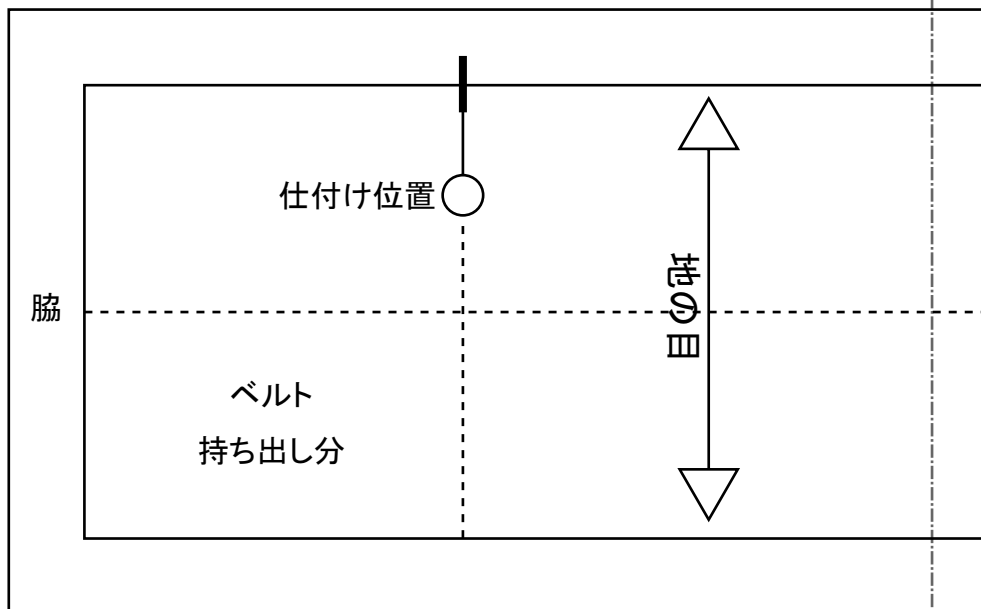 仕付け位置
地の目
脇
ベルト
持ち出し分